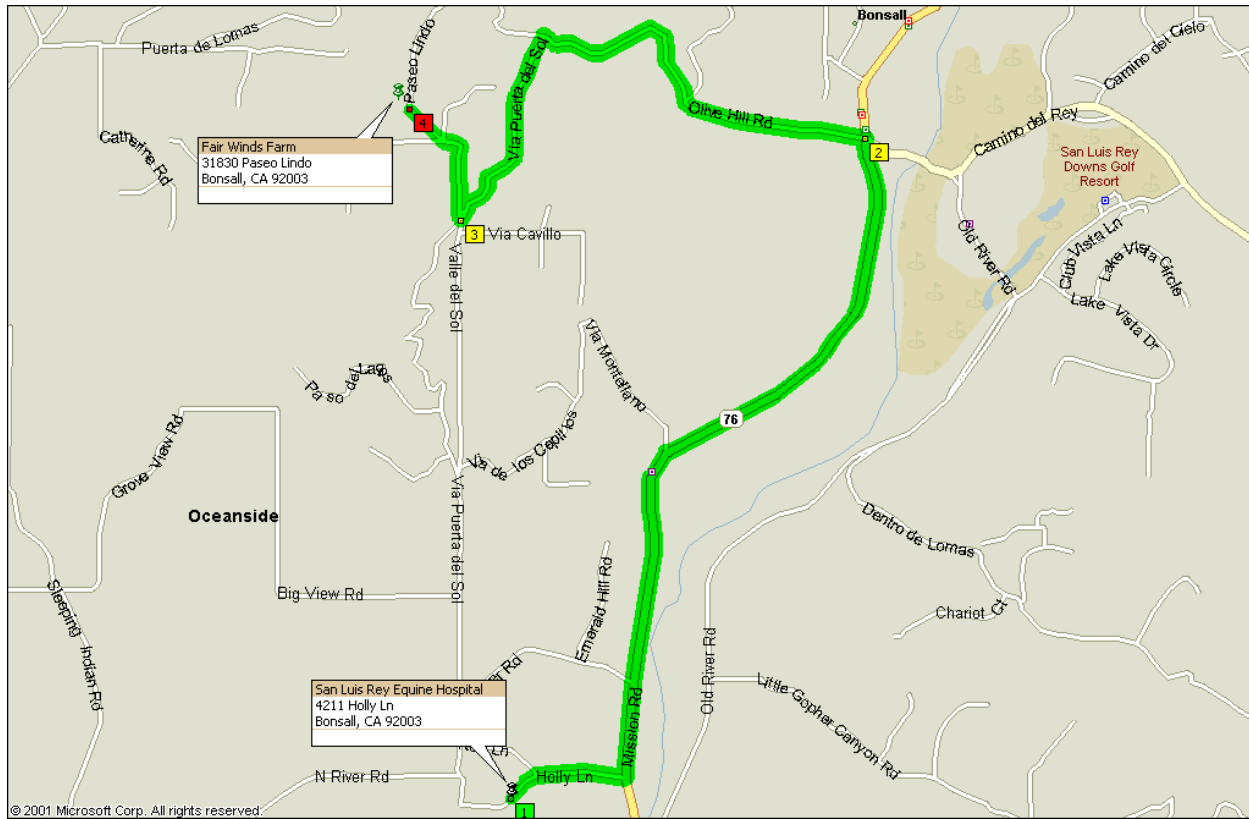 Bonsall
Puerta de Lomas
Paseo Lindo
Via Puerta del Sol
Camino del Cielo
Olive Hill Rd
Camino del Rey
4
2
Catherine Rd
Fair Winds Farm
31830 Paseo Lindo
Bonsall, CA 92003
San Luis Rey
Downs Golf
Resort
3
Via Cavillo
Valle del Sol
Old River Rd
Club Vista Ln
Lake Vista Circle
Lake Vista Dr
Via Montellano
Paso de Lagos
76
Grove View Rd
Via de los Cepillos
Oceanside
Via Puerta del Sol
Dentro de Lomas
Big View Rd
Emerald Hill Rd
Chariot Ct
Sleeping Indian Rd
Old River Rd
Mission Rd
Little Gopher Canyon Rd
San Luis Rey Equine Hospital
4211 Holly Ln
Bonsall, CA 92003
Rd
N River Rd
Holly Ln
1
© 2001 Microsoft Corp. All rights reserved.